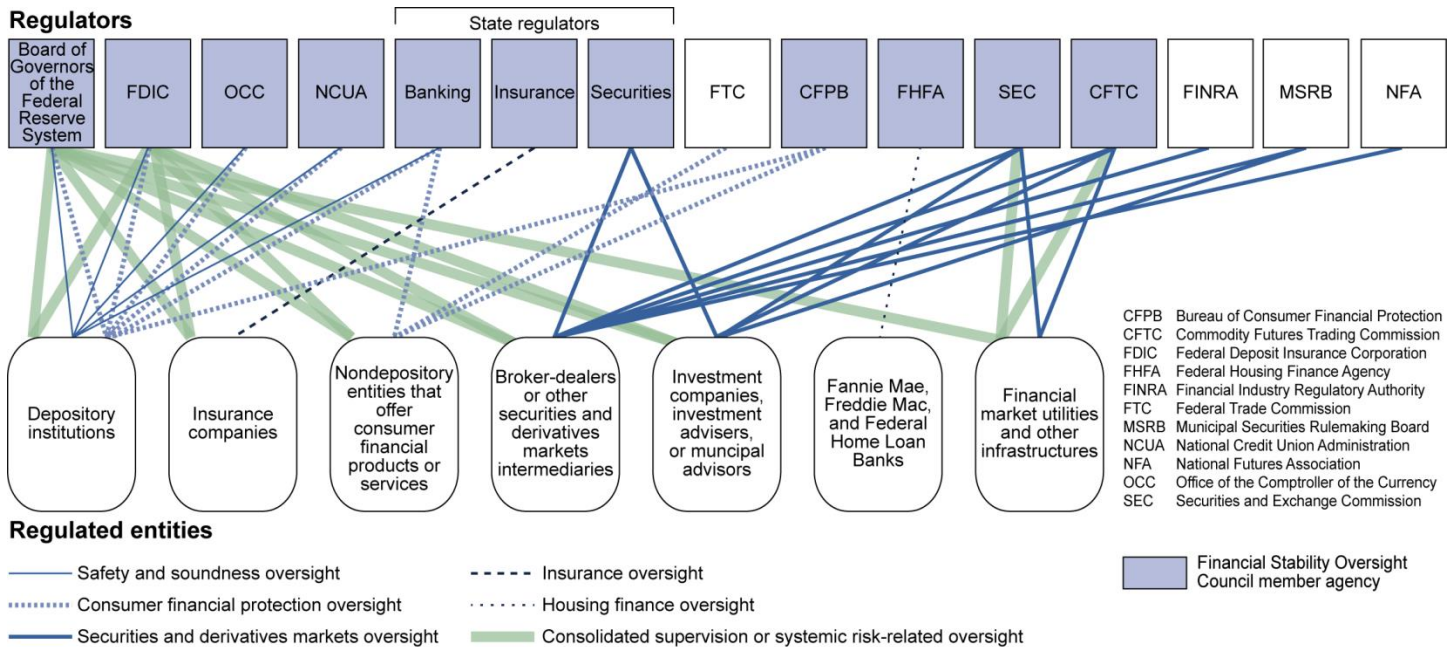 Regulators
State regulators
Board of
Governors
of the
Federal
Reserve
System
FDIC
OCC
NCUA
Banking
Insurance
Securities
FTC
CFPB
FHFA
SEC
CFTC
FINRA
MSRB
NFA
Depository
institutions
Insurance
companies
Nondepository
entities that
offer
consumer
financial
products or
services
Broker-dealers
or other
securities and
derivatives
markets
intermediaries
Investment
companies,
investment
advisers,
or muncipal
advisors
Fannie Mae,
Freddie Mac,
and Federal
Home Loan
Banks
Financial
market utilities
and other
infrastructures
CFPB Bureau of Consumer Financial Protection
CFTC Commodity Futures Trading Commission
FDIC Federal Deposit Insurance Corporation
FHFA Federal Housing Finance Agency
FINRA Financial Industry Regulatory Authority
FTC Federal Trade Commission
MSRB Municipal Securities Rulemaking Board
NCUA National Credit Union Administration
NFA National Futures Association
OCC Office of the Comptroller of the Currency
SEC Securities and Exchange Commission
Regulated entities
Safety and soundness oversight
Consumer financial protection oversight
Securities and derivatives markets oversight
Insurance oversight
Housing finance oversight
Consolidated supervision or systemic risk-related oversight
Financial Stability Oversight
Council member agency